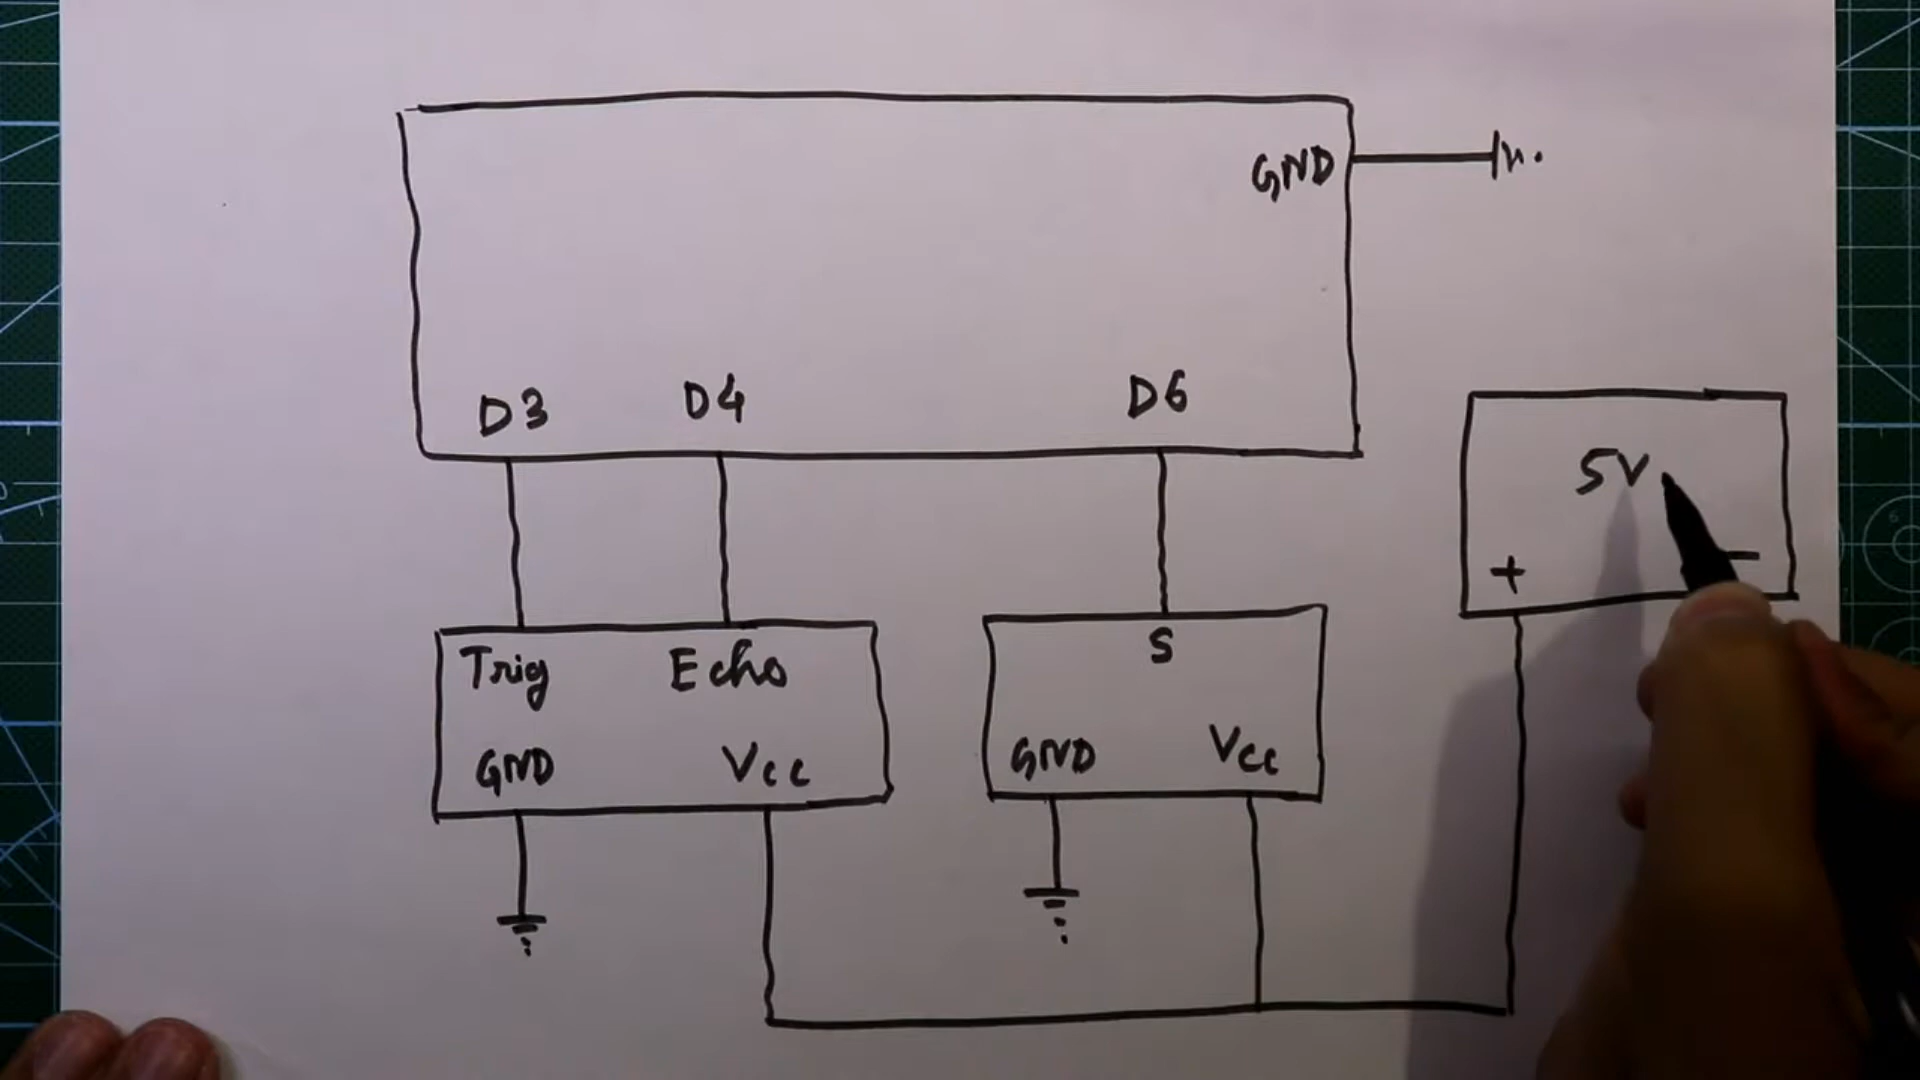 GND
D3 D4 D6
5V
+ −
Trig Echo
S
GND Vcc
GND Vcc